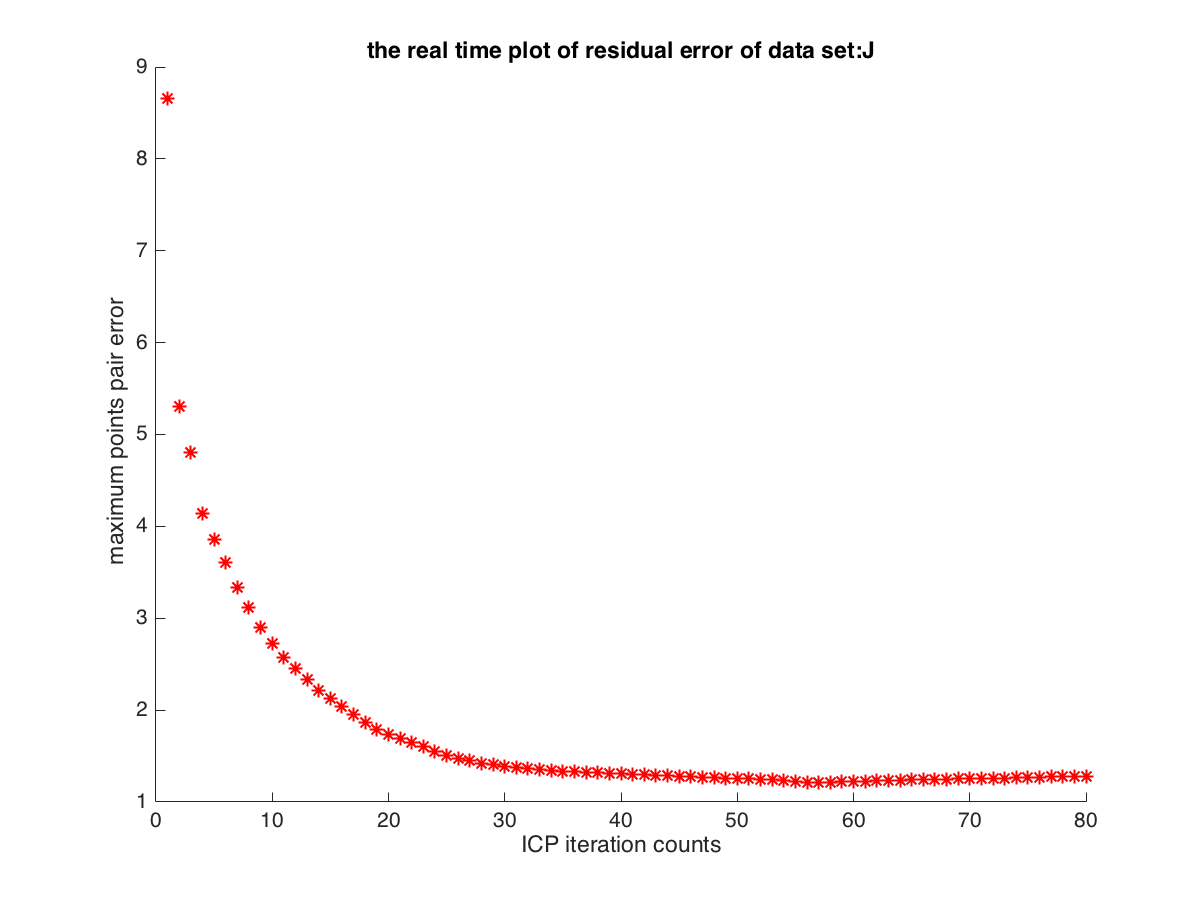 the real time plot of residual error of data set:J
9
8
7
6
5
4
3
2
1
maximum points pair error
0 10 20 30 40 50 60 70 80
ICP iteration counts